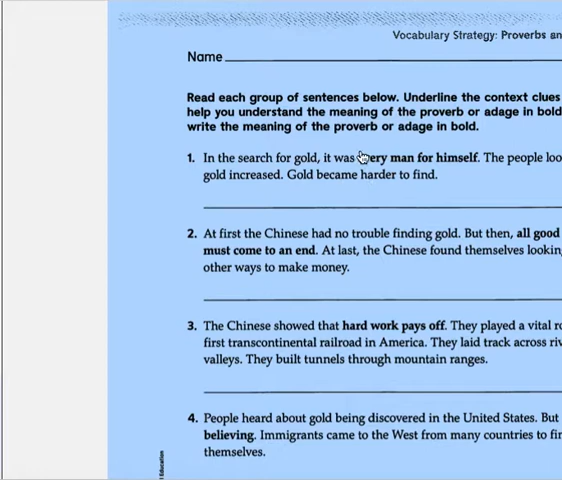 Vocabulary Strategy: Proverbs an
Name
Read each group of sentences below. Underline the context clues
help you understand the meaning of the proverb or adage in bold
write the meaning of the proverb or adage in bold.
1. In the search for gold, it was every man for himself. The people loo
gold increased. Gold became harder to find.
2. At first the Chinese had no trouble finding gold. But then, all good
must come to an end. At last, the Chinese found themselves lookin
other ways to make money.
3. The Chinese showed that hard work pays off. They played a vital r
first transcontinental railroad in America. They laid track across riv
valleys. They built tunnels through mountain ranges.
4. People heard about gold being discovered in the United States. But
believing. Immigrants came to the West from many countries to fin
themselves.
Education